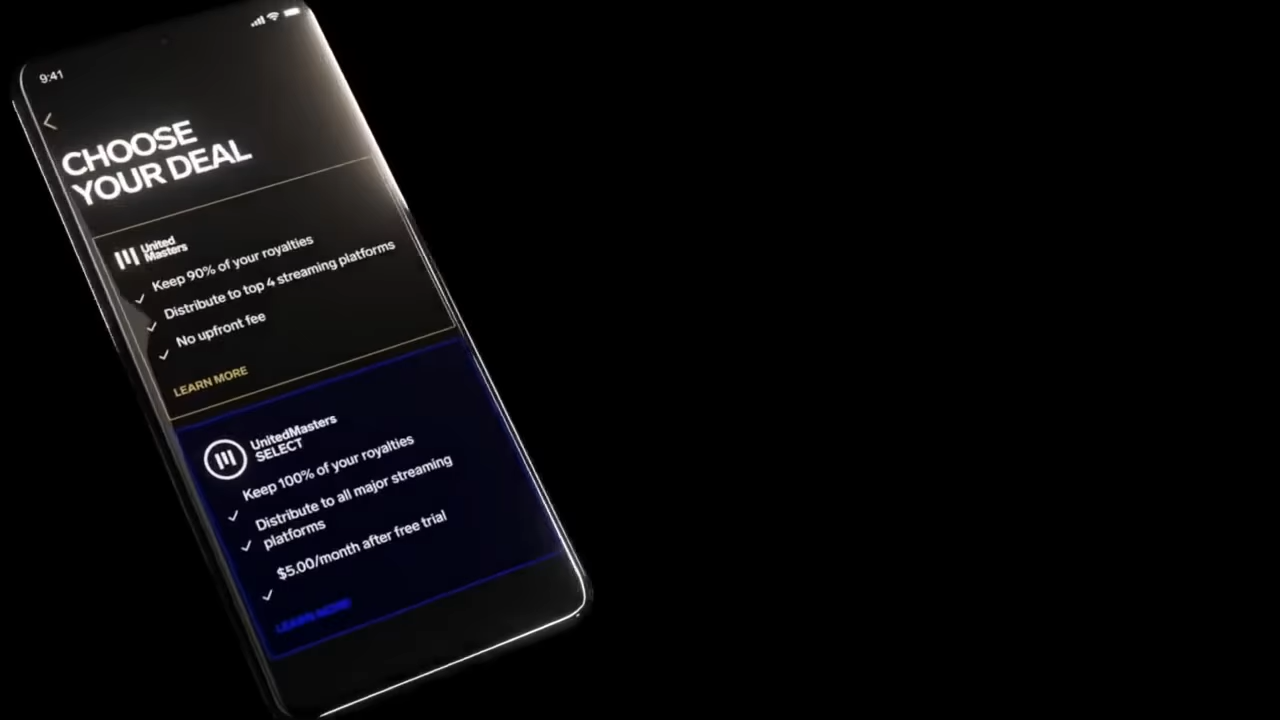 9:41
CHOOSE
YOUR DEAL
United
Masters
Keep 90% of your royalties
Distribute to top 4 streaming platforms
No upfront fee
LEARN MORE
UnitedMasters
SELECT
Keep 100% of your royalties
Distribute to all major streaming
platforms
$5.00/month after free trial
LEARN MORE